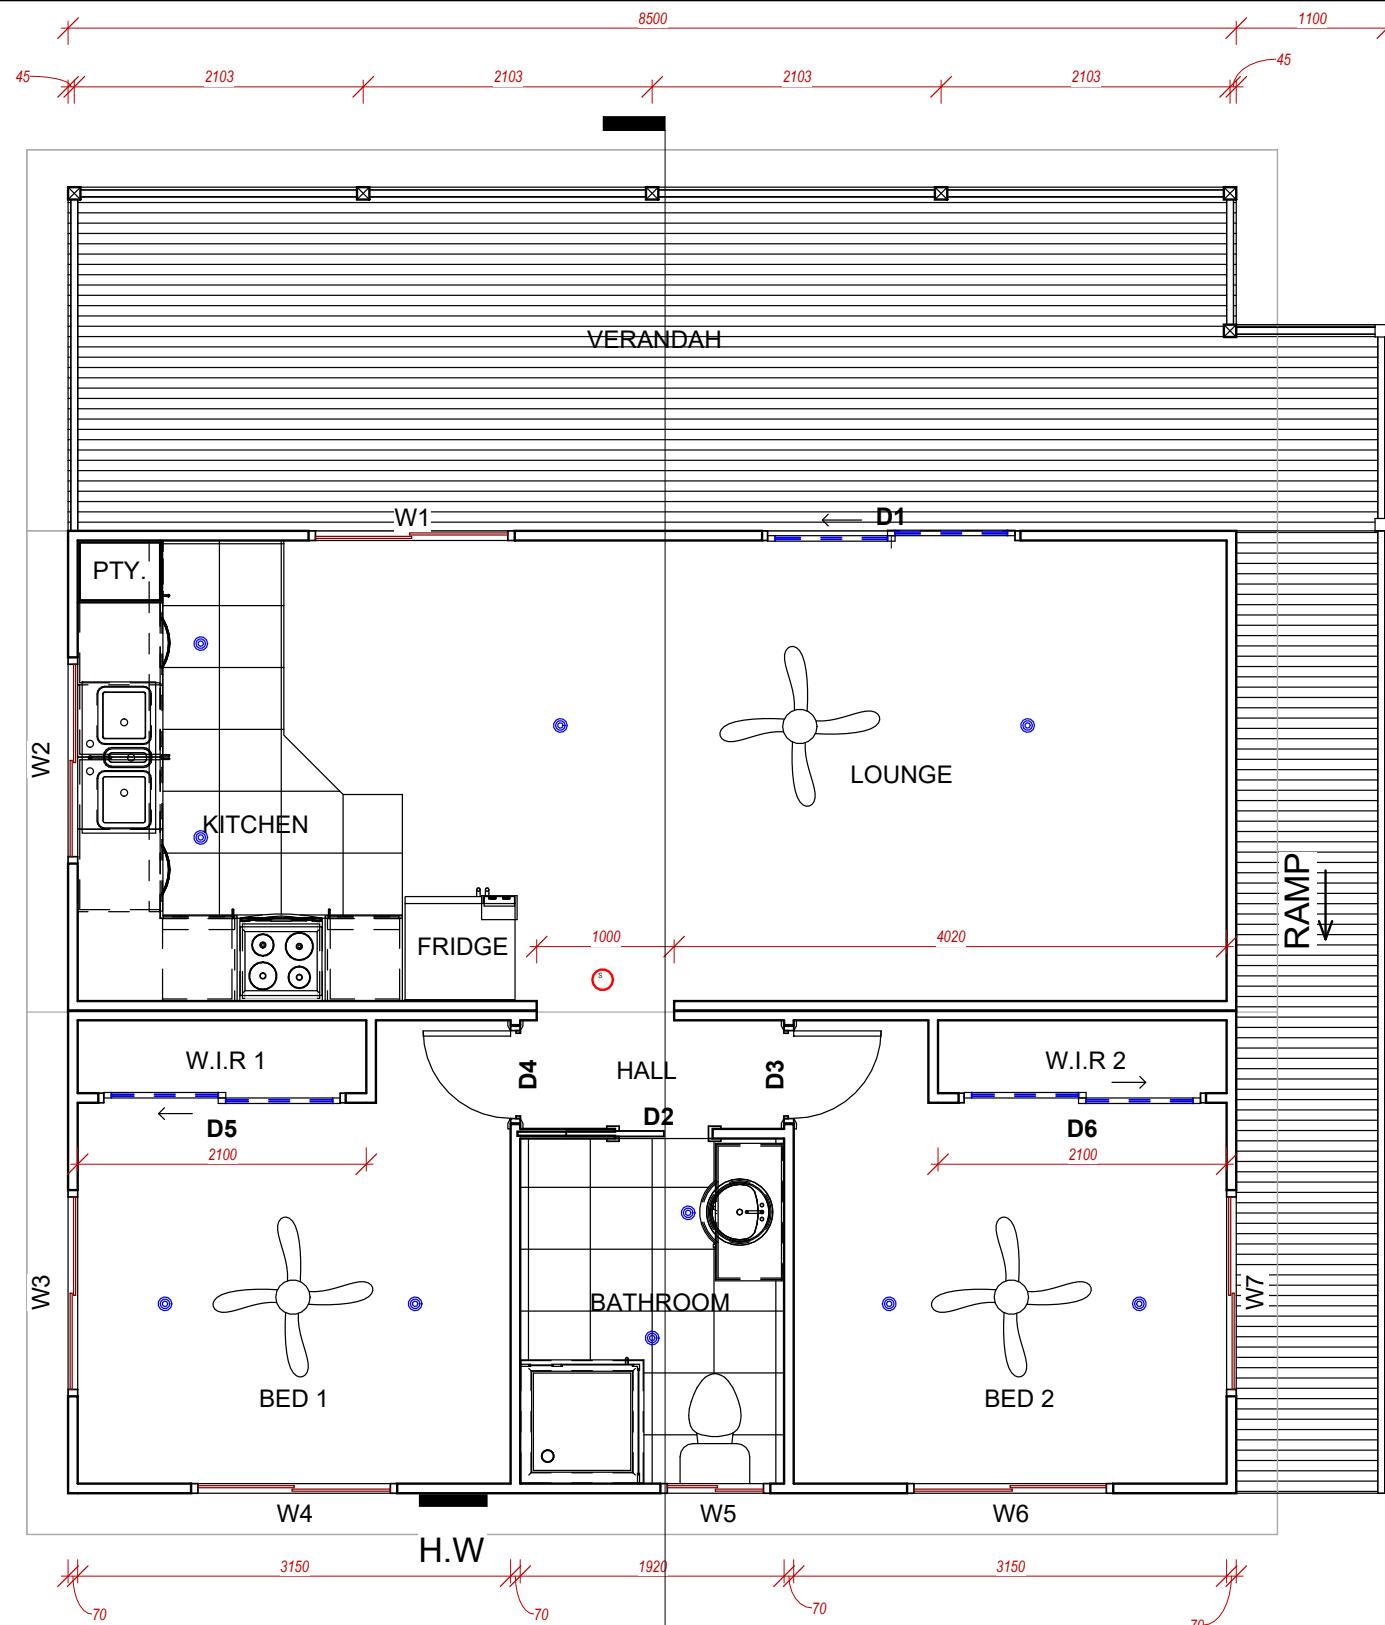 8500
1100
45
2103
2103
2103
2103
45
VERANDAH
W1
D1
PTY.
W2
LOUNGE
KITCHEN
RAMP
FRIDGE
1000
4020
S
W.I.R 1
D4
HALL
D3
W.I.R 2
D5
D2
D6
2100
2100
W3
BATHROOM
W7
BED 1
BED 2
W4
W5
W6
H.W
3150
1920
3150
70
70
70
70